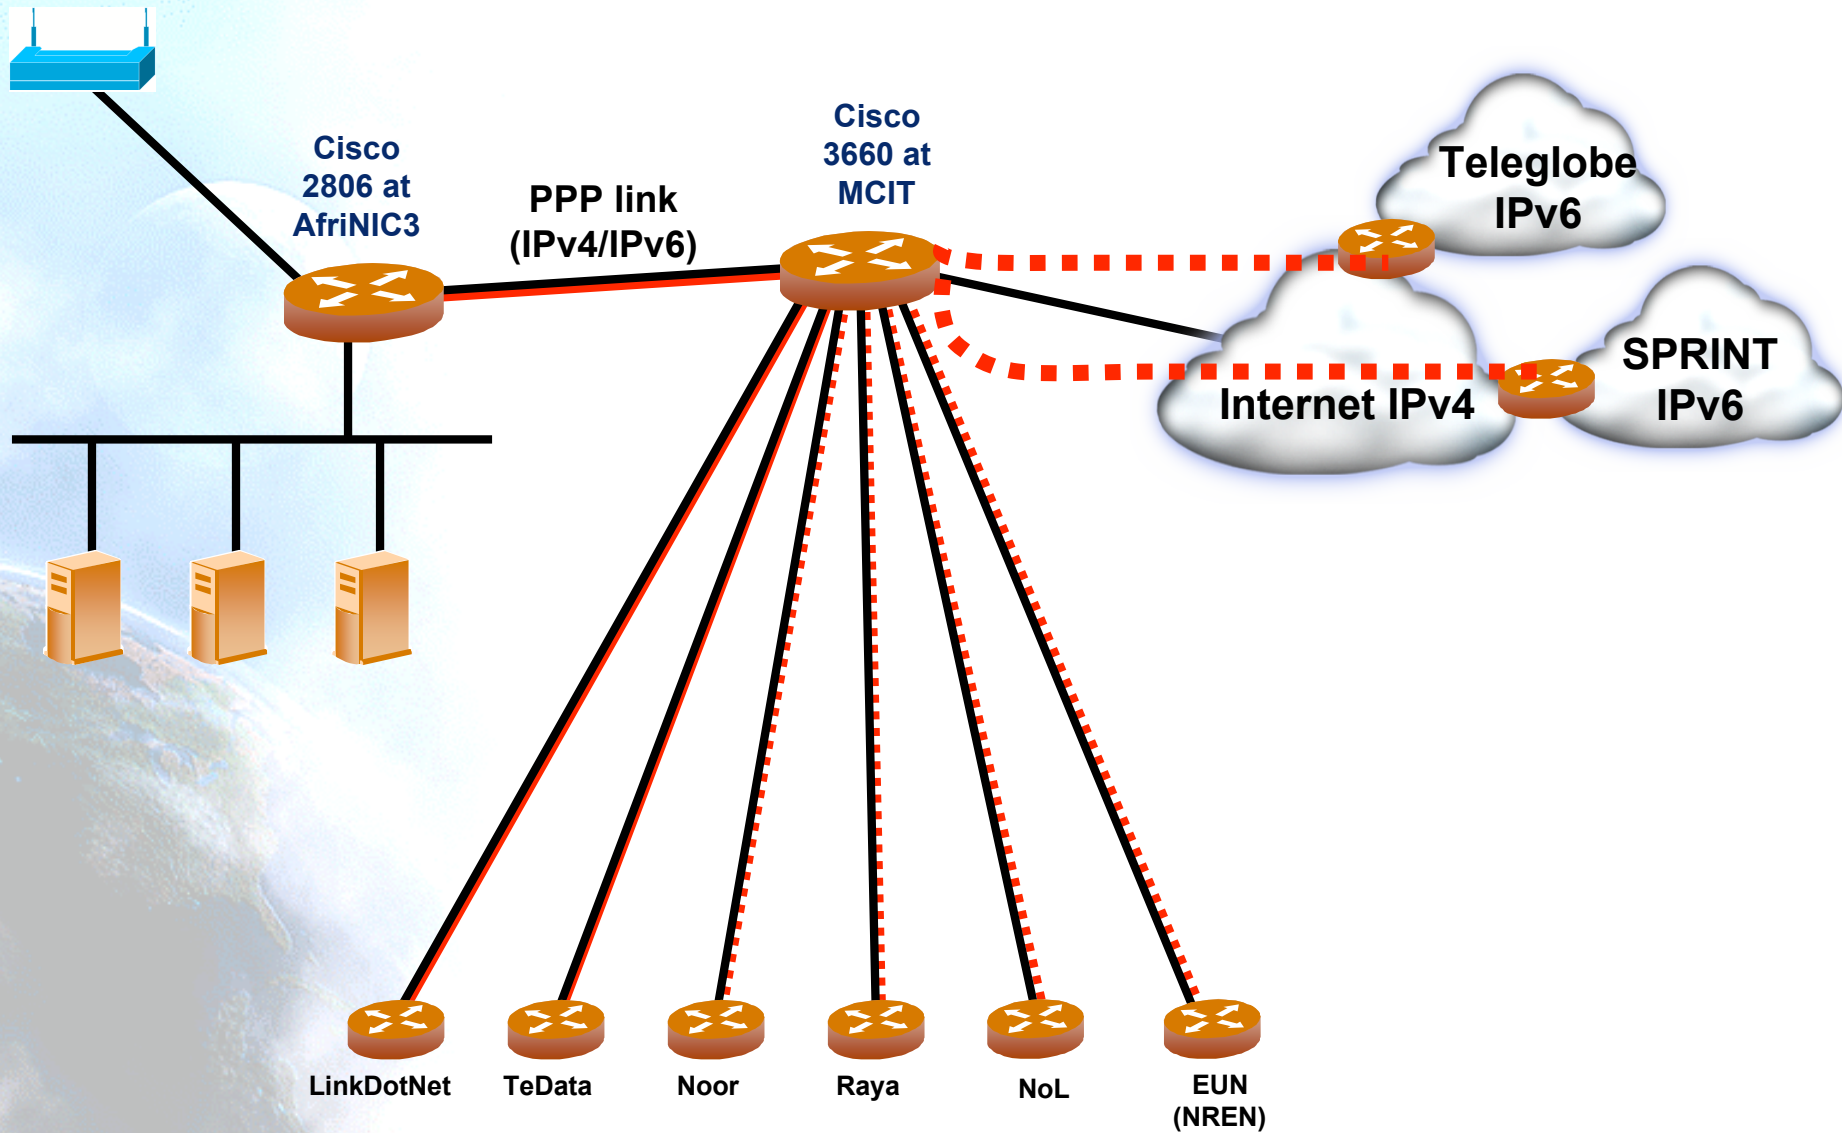 Cisco
2806 at
AfriNIC3
PPP link
(IPv4/IPv6)
Cisco
3660 at
MCIT
Teleglobe
IPv6
SPRINT
IPv6
Internet IPv4
LinkDotNet
TeData
Noor
Raya
NoL
EUN
(NREN)